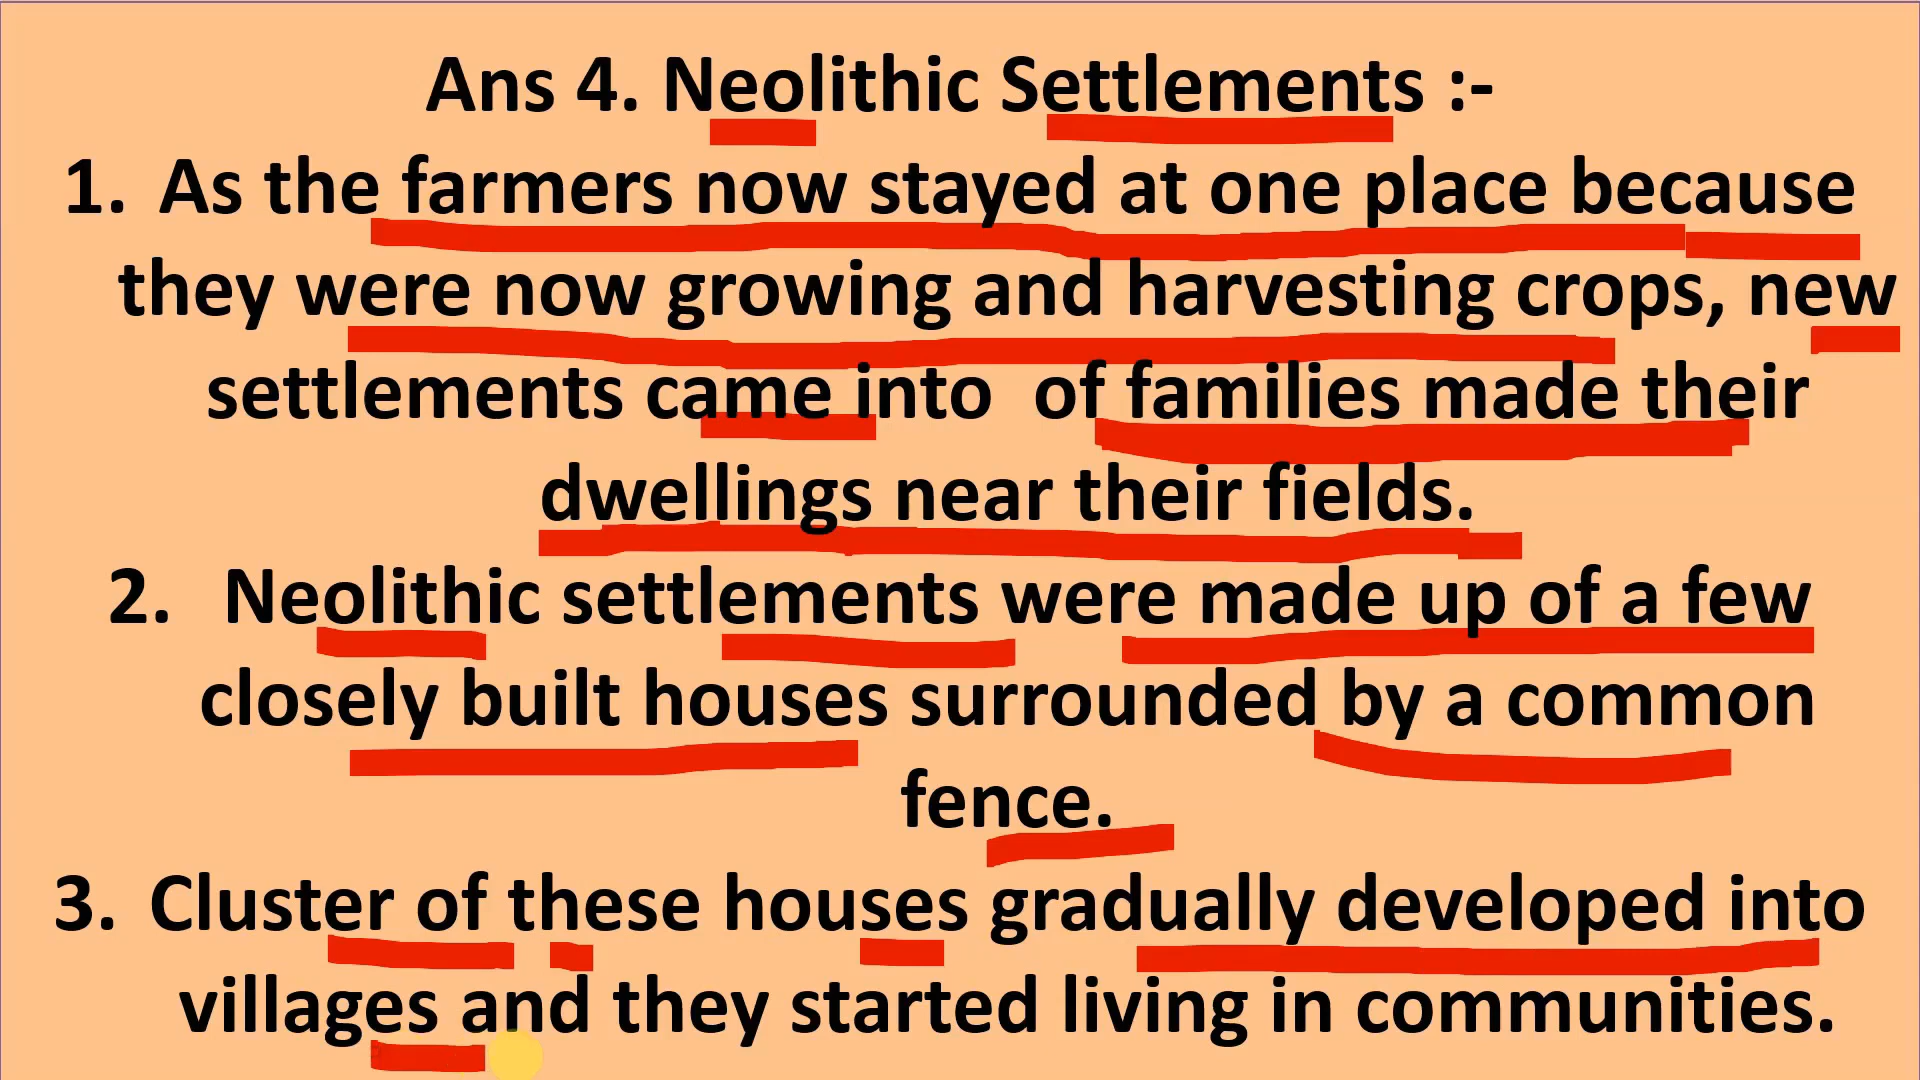 Ans 4. Neolithic Settlements :-
1. As the farmers now stayed at one place because
they were now growing and harvesting crops, new
settlements came into of families made their
dwellings near their fields.
2. Neolithic settlements were made up of a few
closely built houses surrounded by a common
fence.
3. Cluster of these houses gradually developed into
villages and they started living in communities.